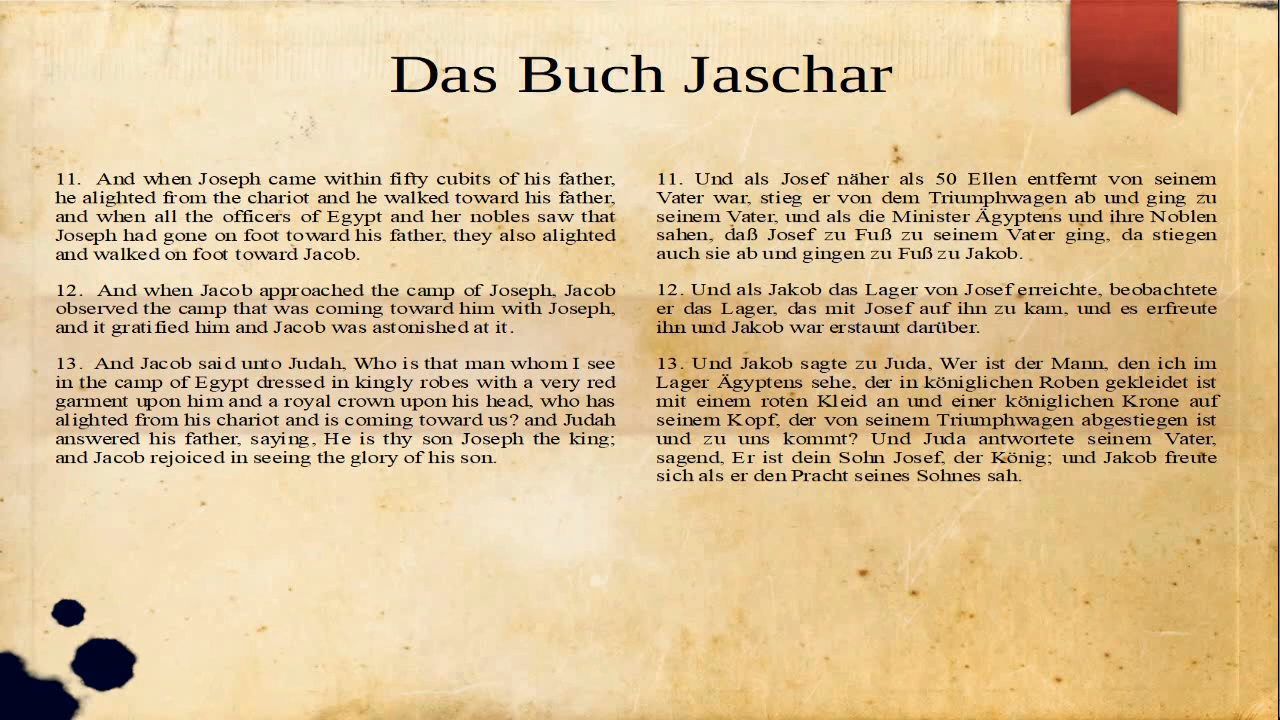 Das Buch Jaschar
11. And when Joseph came within fifty cubits of his father,
he alighted from the chariot and he walked toward his father,
and when all the officers of Egypt and her nobles saw that
Joseph had gone on foot toward his father, they also alighted
and walked on foot toward Jacob.
12. And when Jacob approached the camp of Joseph, Jacob
observed the camp that was coming toward him with Joseph,
and it gratified him and Jacob was astonished at it.
13. And Jacob said unto Judah, Who is that man whom I see
in the camp of Egypt dressed in kingly robes with a very red
garment upon him and a royal crown upon his head, who has
alighted from his chariot and is coming toward us? and Judah
answered his father, saying, He is thy son Joseph the king;
and Jacob rejoiced in seeing the glory of his son.
11. Und als Josef näher als 50 Ellen entfernt von seinem
Vater war, stieg er von dem Triumphwagen ab und ging zu
seinem Vater, und als die Minister Ägyptens und ihre Noblen
sahen, daß Josef zu Fuß zu seinem Vater ging, da stiegen
auch sie ab und gingen zu Fuß zu Jakob.
12. Und als Jakob das Lager von Josef erreichte, beobachtete
er das Lager, das mit Josef auf ihn zu kam, und es erfreute
ihn und Jakob war erstaunt darüber.
13. Und Jakob sagte zu Juda, Wer ist der Mann, den ich im
Lager Ägyptens sehe, der in königlichen Roben gekleidet ist
mit einem roten Kleid an und einer königlichen Krone auf
seinem Kopf, der von seinem Triumphwagen abgestiegen ist
und zu uns kommt? Und Juda antwortete seinem Vater,
sagend, Er ist dein Sohn Josef, der König; und Jakob freute
sich als er den Pracht seines Sohnes sah.